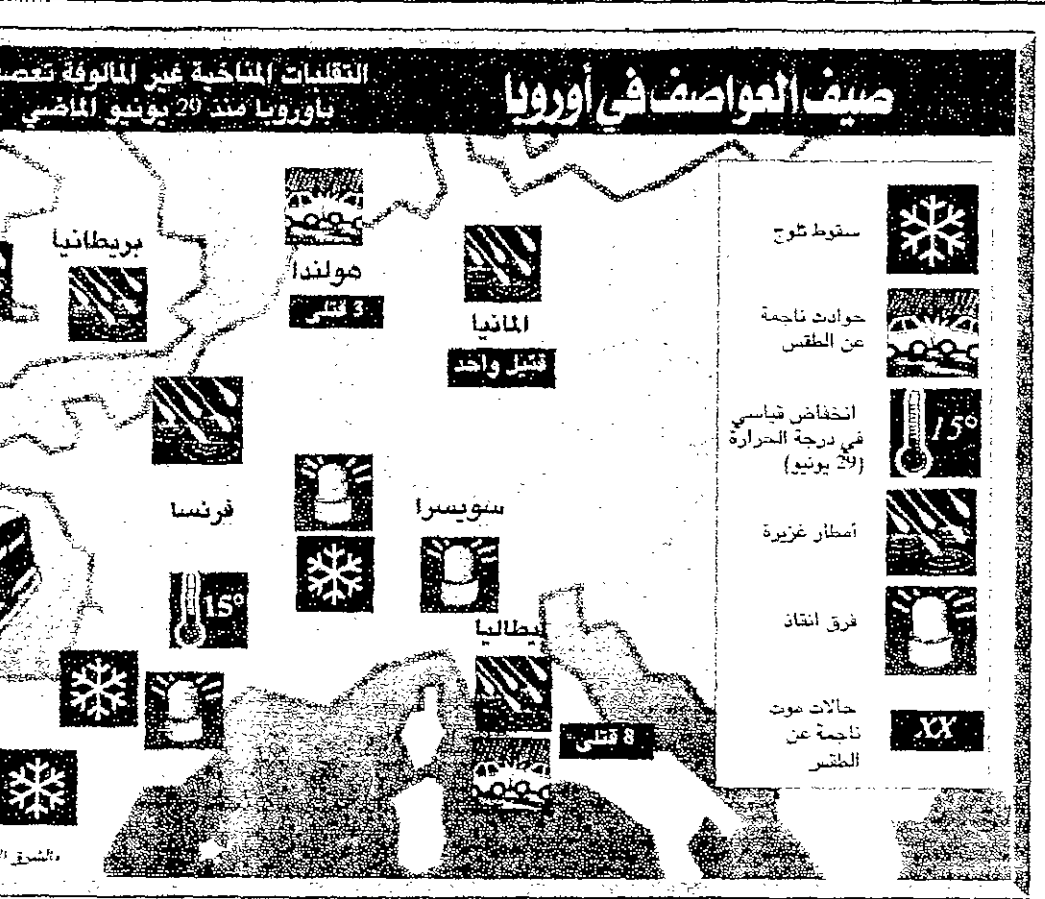 صيف العواصف في أوروبا
التقلبات المناخية غير المألوفة تعصف
بأوروبا منذ 29 يونيو الماضي
سقوط ثلوج
حوادث ناجمة
عن الطقس
15°
انخفاض قياسي
في درجة الحرارة
(29 يونيو)
أمطار غزيرة
فرق انقاذ
XX
حالات موت
ناجمة عن
الطقس
بريطانيا
هولندا
3 قتلى
المانيا
قتيل واحد
فرنسا
سويسرا
15°
ايطاليا
8 قتلى